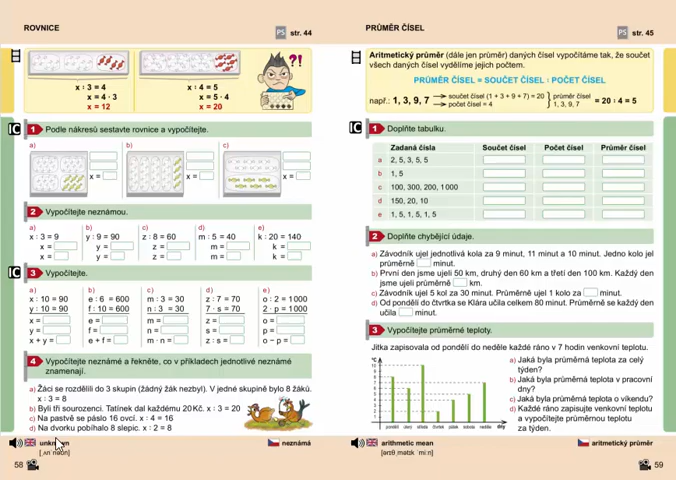 ROVNICE
PS str. 44
x : 3 = 4
x = 4 · 3
x = 12
x : 4 = 5
x = 5 · 4
x = 20
?!
1 Podle nákresů sestavte rovnice a vypočítejte.
a) b) c)
x = x = x =
2 Vypočítejte neznámou.
a) b) c) d) e)
x : 3 = 9 y : 9 = 90 z : 8 = 60 m : 5 = 40 k : 20 = 140
x = y = z = m = k =
x = y = z = m = k =
3 Vypočítejte.
a) b) c) d) e)
x : 10 = 90 e : 6 = 600 m : 3 = 30 z : 7 = 70 o : 2 = 1 000
y : 10 = 90 f : 10 = 600 n : 3 = 30 7 · s = 70 2 · p = 1 000
x = e = m = z = o =
y = f = n = s = p =
x + y = e + f = m · n = z : s = o – p =
4 Vypočítejte neznámé a řekněte, co v příkladech jednotlivé neznámé
znamenají.
a) Žáci se rozdělili do 3 skupin (žádný žák nezbyl). V jedné skupině bylo 8 žáků.
x : 3 = 8
b) Byli tři sourozenci. Tatínek dal každému 20 Kč. x : 3 = 20
c) Na pastvě se páslo 16 ovcí. x : 4 = 16
d) Na dvorku pobíhalo 8 slepic. x : 2 = 8
unknown
neznámá
58
PRŮMĚR ČÍSEL
PS str. 45
Aritmetický průměr (dále jen průměr) daných čísel vypočítáme tak, že součet
všech daných čísel vydělíme jejich počtem.
PRŮMĚR ČÍSEL = SOUČET ČÍSEL : POČET ČÍSEL
např.: 1, 3, 9, 7 součet čísel (1 + 3 + 9 + 7) = 20 průměr čísel = 20 : 4 = 5
počet čísel = 4 1, 3, 9, 7
1 Doplňte tabulku.
Zadaná čísla Součet čísel Počet čísel Průměr čísel
a 2, 5, 3, 5, 5
b 1, 5
c 100, 300, 200, 1 000
d 150, 20, 10
e 1, 5, 1, 5, 1, 5
2 Doplňte chybějící údaje.
a) Závodník ujel jednotlivá kola za 9 minut, 11 minut a 10 minut. Jedno kolo jel
průměrně minut.
b) První den jsme ujeli 50 km, druhý den 60 km a třetí den 100 km. Každý den
jsme ujeli průměrně km.
c) Závodník ujel 5 kol za 30 minut. Průměrně ujel 1 kolo za minut.
d) Od pondělí do čtvrtka se Klára učila celkem 80 minut. Průměrně se každý den
učila minut.
3 Vypočítejte průměrné teploty.
Jitka zapisovala od pondělí do neděle každé ráno v 7 hodin venkovní teplotu.
°C
pondělí úterý středa čtvrtek pátek sobota neděle dny
a) Jaká byla průměrná teplota za celý
týden?
b) Jaká byla průměrná teplota v pracovní
dny?
c) Jaká byla průměrná teplota o víkendu?
d) Každé ráno zapisujte venkovní teplotu
a vypočítejte průměrnou teplotu
za týden.
arithmetic mean
aritmetický průměr
59